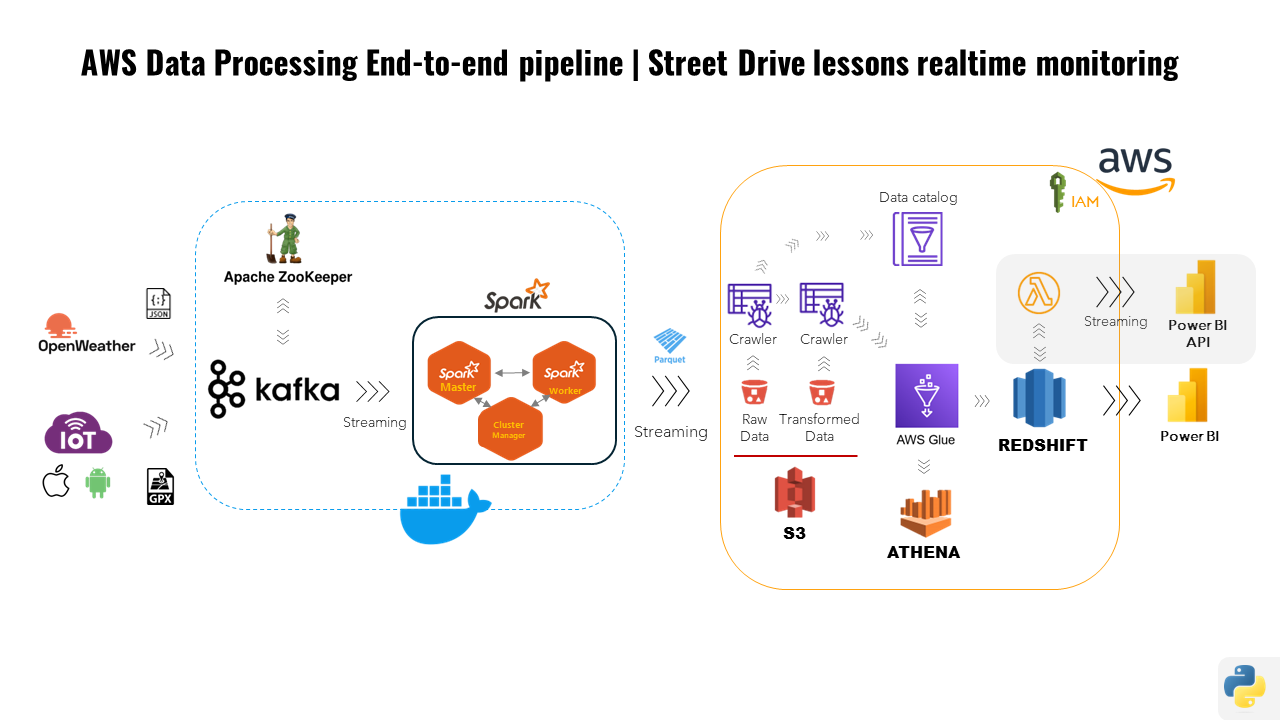 AWS Data Processing End-to-end pipeline | Street Drive lessons realtime monitoring
aws
IAM
Data catalog
Apache ZooKeeper
Spark
{;}
JSON
OpenWeather
Crawler
Crawler
Streaming
Power BI
API
Parquet
kafka
Streaming
Spark
Master
Spark
Worker
Cluster
Manager
Streaming
Raw
Data
Transformed
Data
AWS Glue
REDSHIFT
Power BI
IoT
GPX
S3
ATHENA